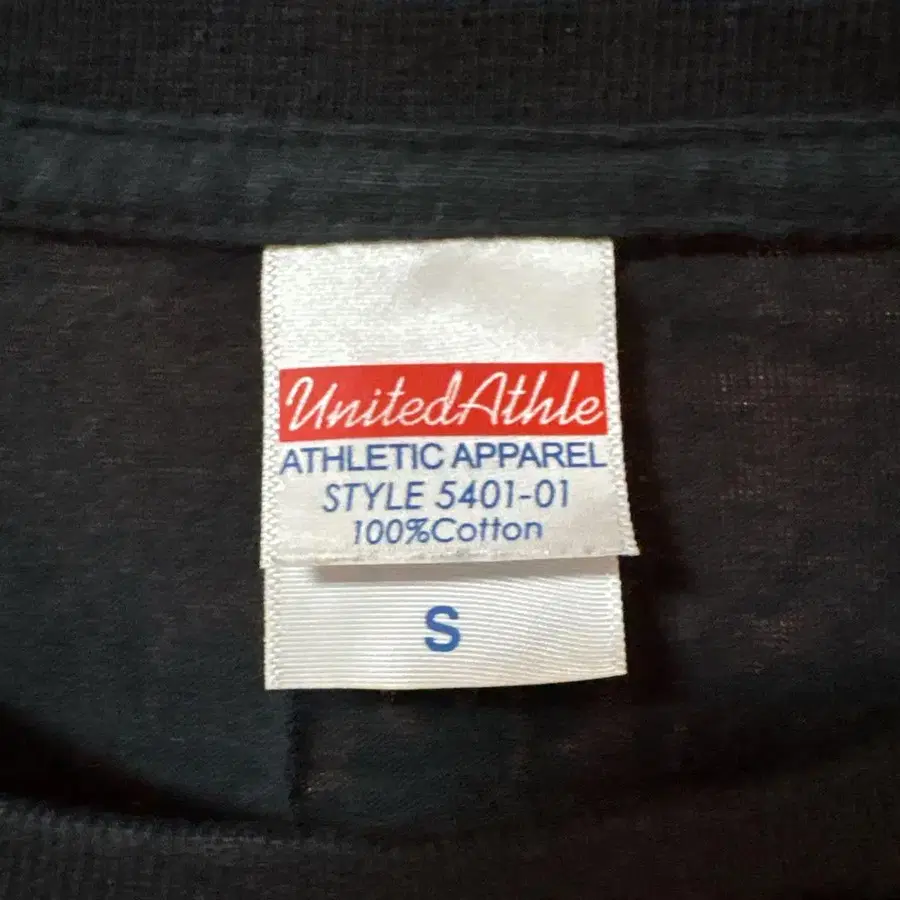 UnitedAthle
ATHLETIC APPAREL
STYLE 5401-01
100%Cotton
S